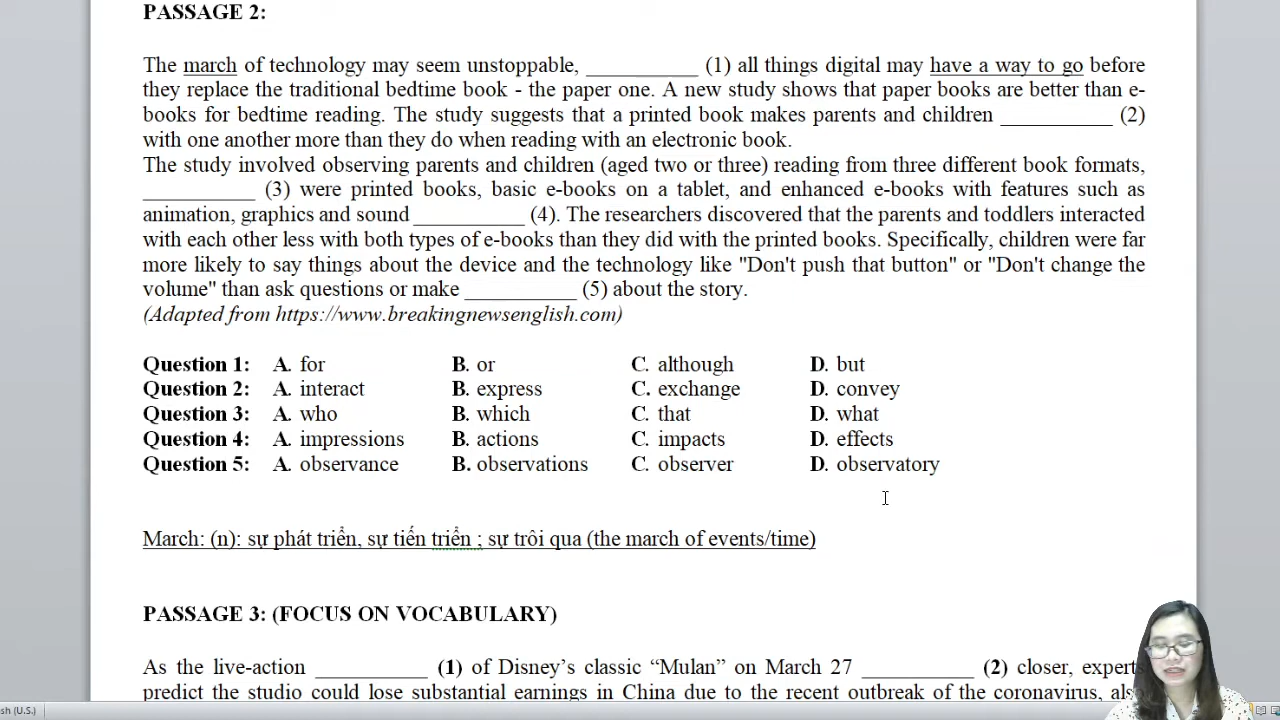 PASSAGE 2:
The march of technology may seem unstoppable, __________ (1) all things digital may have a way to go before
they replace the traditional bedtime book - the paper one. A new study shows that paper books are better than e-
books for bedtime reading. The study suggests that a printed book makes parents and children __________ (2)
with one another more than they do when reading with an electronic book.
The study involved observing parents and children (aged two or three) reading from three different book formats,
__________ (3) were printed books, basic e-books on a tablet, and enhanced e-books with features such as
animation, graphics and sound __________ (4). The researchers discovered that the parents and toddlers interacted
with each other less with both types of e-books than they did with the printed books. Specifically, children were far
more likely to say things about the device and the technology like "Don't push that button" or "Don't change the
volume" than ask questions or make __________ (5) about the story.
(Adapted from https://www.breakingnewsenglish.com)
Question 1: A. for B. or C. although D. but
Question 2: A. interact B. express C. exchange D. convey
Question 3: A. who B. which C. that D. what
Question 4: A. impressions B. actions C. impacts D. effects
Question 5: A. observance B. observations C. observer D. observatory
March: (n): sự phát triển, sự tiến triển ; sự trôi qua (the march of events/time)
PASSAGE 3: (FOCUS ON VOCABULARY)
As the live-action __________ (1) of Disney's classic “Mulan” on March 27 __________ (2) closer, experts
predict the studio could lose substantial earnings in China due to the recent outbreak of the coronavirus, also
sh (U.S.)